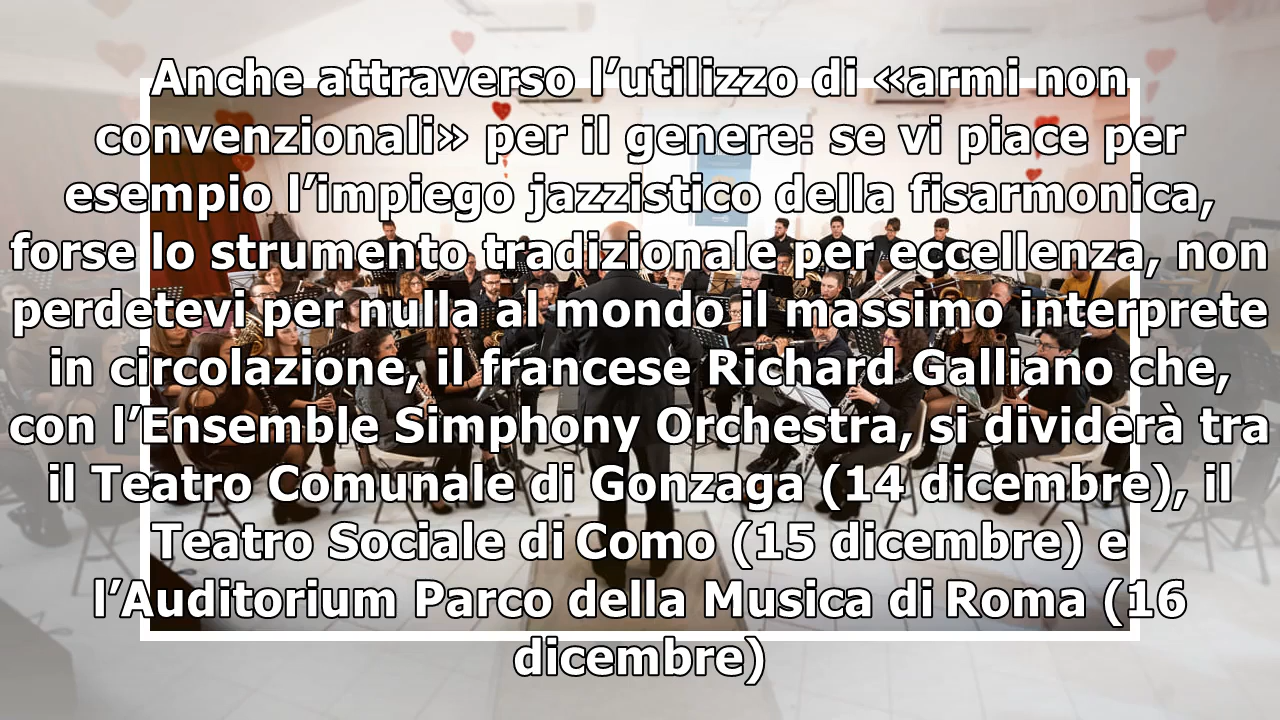 Anche attraverso l’utilizzo di «armi non
convenzionali» per il genere: se vi piace per
esempio l’impiego jazzistico della fisarmonica,
forse lo strumento tradizionale per eccellenza, non
perdetevi per nulla al mondo il massimo interprete
in circolazione, il francese Richard Galliano che,
con l’Ensemble Simphony Orchestra, si dividerà tra
il Teatro Comunale di Gonzaga (14 dicembre), il
Teatro Sociale di Como (15 dicembre) e
l’Auditorium Parco della Musica di Roma (16
dicembre)